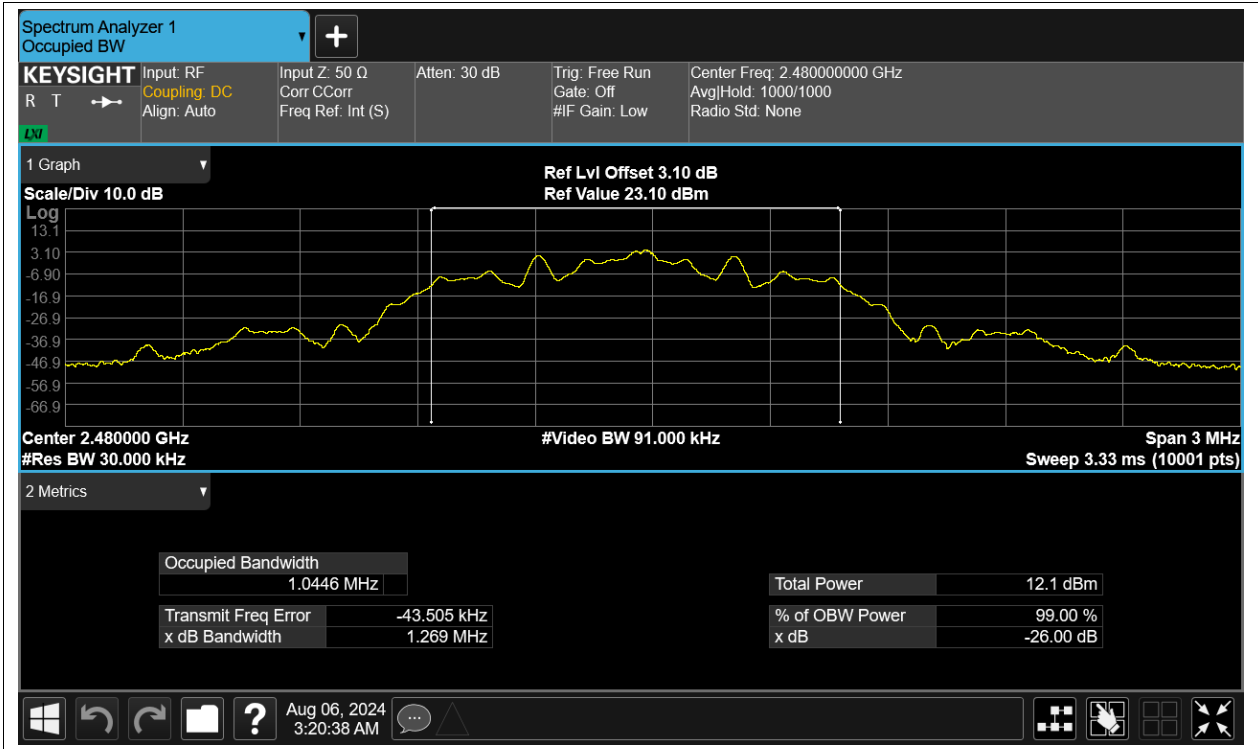 Spectrum Analyzer 1
Occupied BW
KEYSIGHT
R T
LXI
Input: RF
Coupling: DC
Align: Auto
Input Z: 50 Ω
Corr CCorr
Freq Ref: Int (S)
Atten: 30 dB
Trig: Free Run
Gate: Off
#IF Gain: Low
Center Freq: 2.480000000 GHz
Avg|Hold: 1000/1000
Radio Std: None
1 Graph
Scale/Div 10.0 dB
Ref Lvl Offset 3.10 dB
Ref Value 23.10 dBm
Log
13.1
3.10
-6.90
-16.9
-26.9
-36.9
-46.9
-56.9
-66.9
Center 2.480000 GHz
#Res BW 30.000 kHz
#Video BW 91.000 kHz
Span 3 MHz
Sweep 3.33 ms (10001 pts)
2 Metrics
Occupied Bandwidth
1.0446 MHz
Transmit Freq Error -43.505 kHz
x dB Bandwidth 1.269 MHz
Total Power 12.1 dBm
% of OBW Power 99.00 %
x dB -26.00 dB
?
Aug 06, 2024
3:20:38 AM